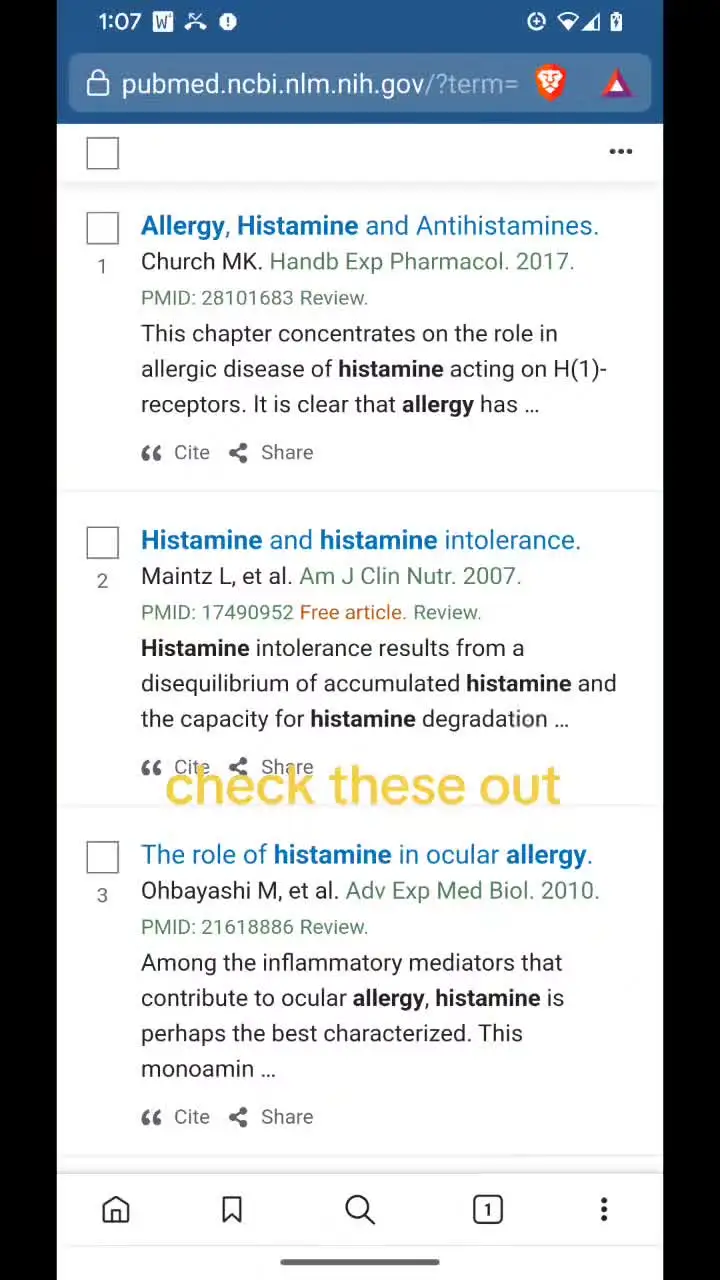 1:07
pubmed.ncbi.nlm.nih.gov/?term=
Allergy, Histamine and Antihistamines.
1
Church MK. Handb Exp Pharmacol. 2017.
PMID: 28101683 Review.
This chapter concentrates on the role in
allergic disease of histamine acting on H(1)-
receptors. It is clear that allergy has ...
Cite Share
Histamine and histamine intolerance.
2
Maintz L, et al. Am J Clin Nutr. 2007.
PMID: 17490952 Free article. Review.
Histamine intolerance results from a
disequilibrium of accumulated histamine and
the capacity for histamine degradation ...
Cite Share
check these out
The role of histamine in ocular allergy.
3
Ohbayashi M, et al. Adv Exp Med Biol. 2010.
PMID: 21618886 Review.
Among the inflammatory mediators that
contribute to ocular allergy, histamine is
perhaps the best characterized. This
monoamin ...
Cite Share
1